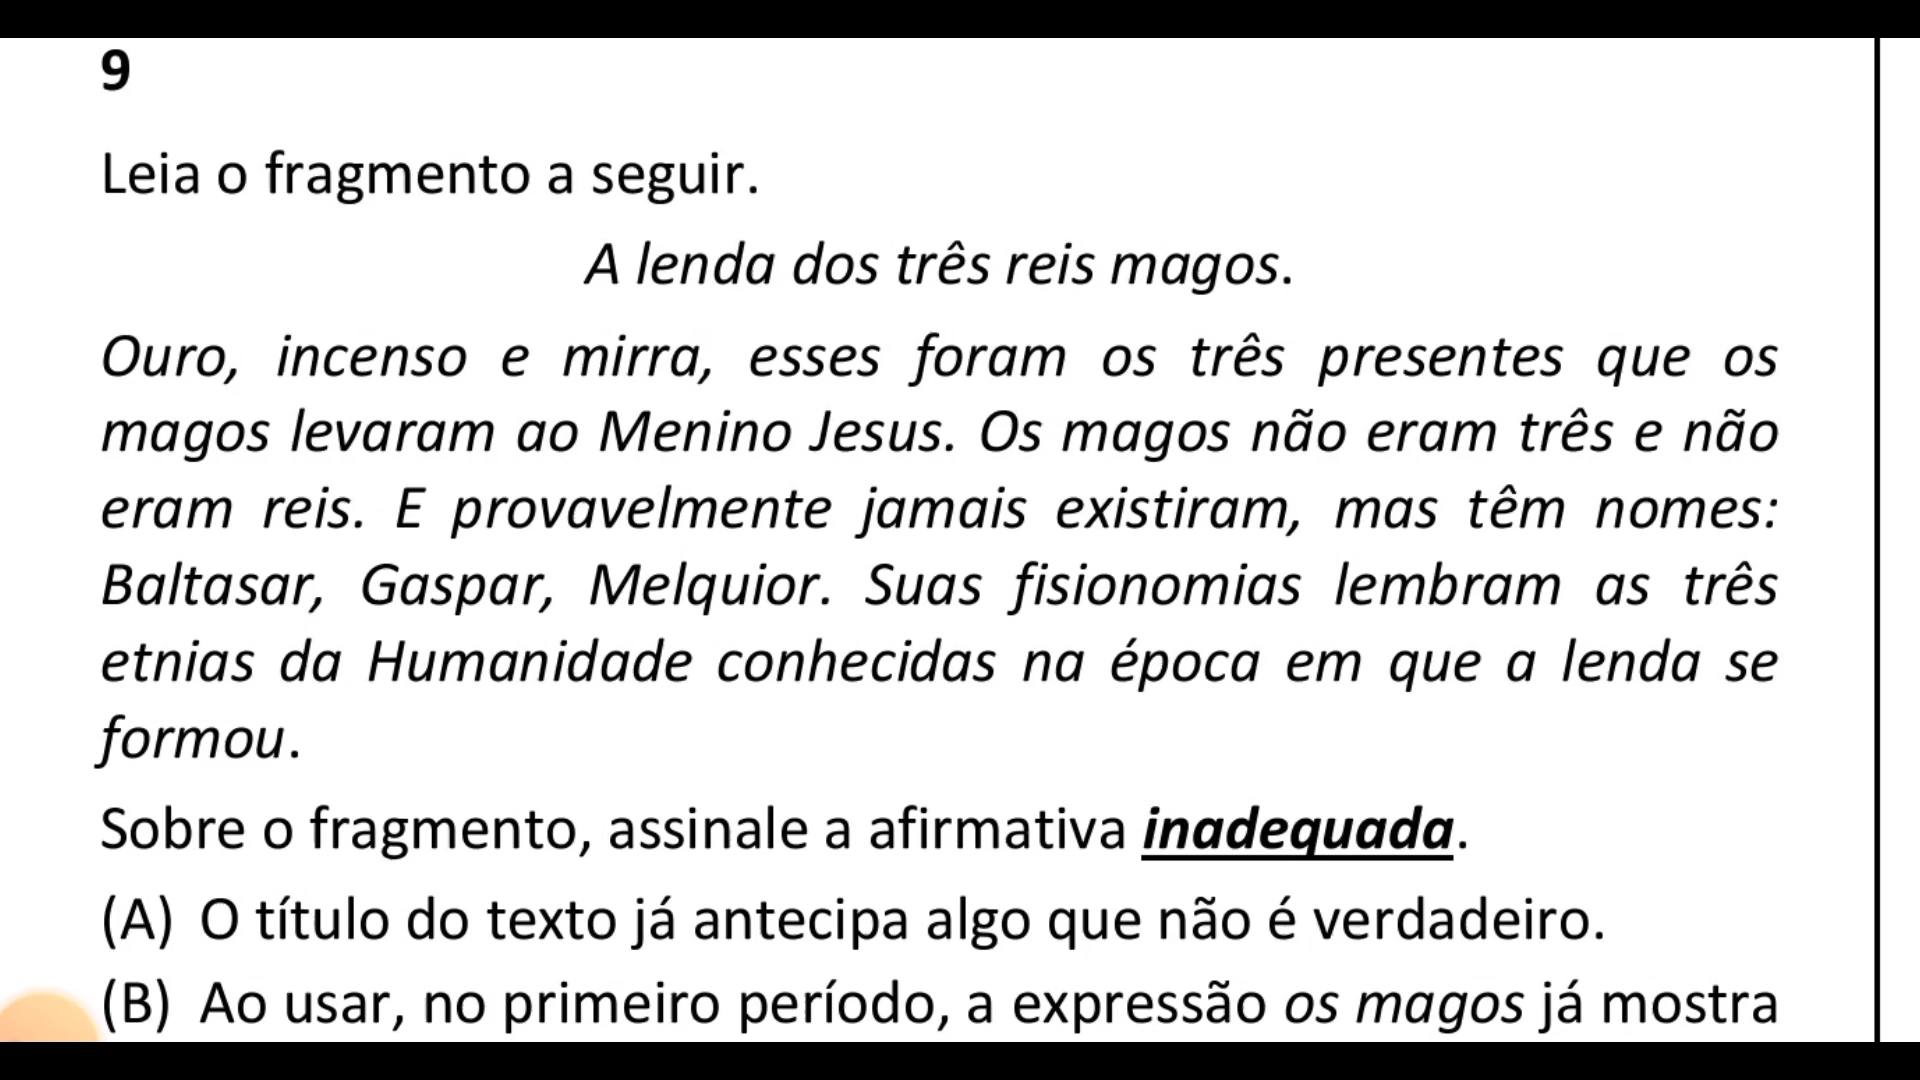 9
Leia o fragmento a seguir.
A lenda dos três reis magos.
Ouro, incenso e mirra, esses foram os três presentes que os
magos levaram ao Menino Jesus. Os magos não eram três e não
eram reis. E provavelmente jamais existiram, mas têm nomes:
Baltasar, Gaspar, Melquior. Suas fisionomias lembram as três
etnias da Humanidade conhecidas na época em que a lenda se
formou.
Sobre o fragmento, assinale a afirmativa inadequada.
(A) O título do texto já antecipa algo que não é verdadeiro.
(B) Ao usar, no primeiro período, a expressão os magos já mostra